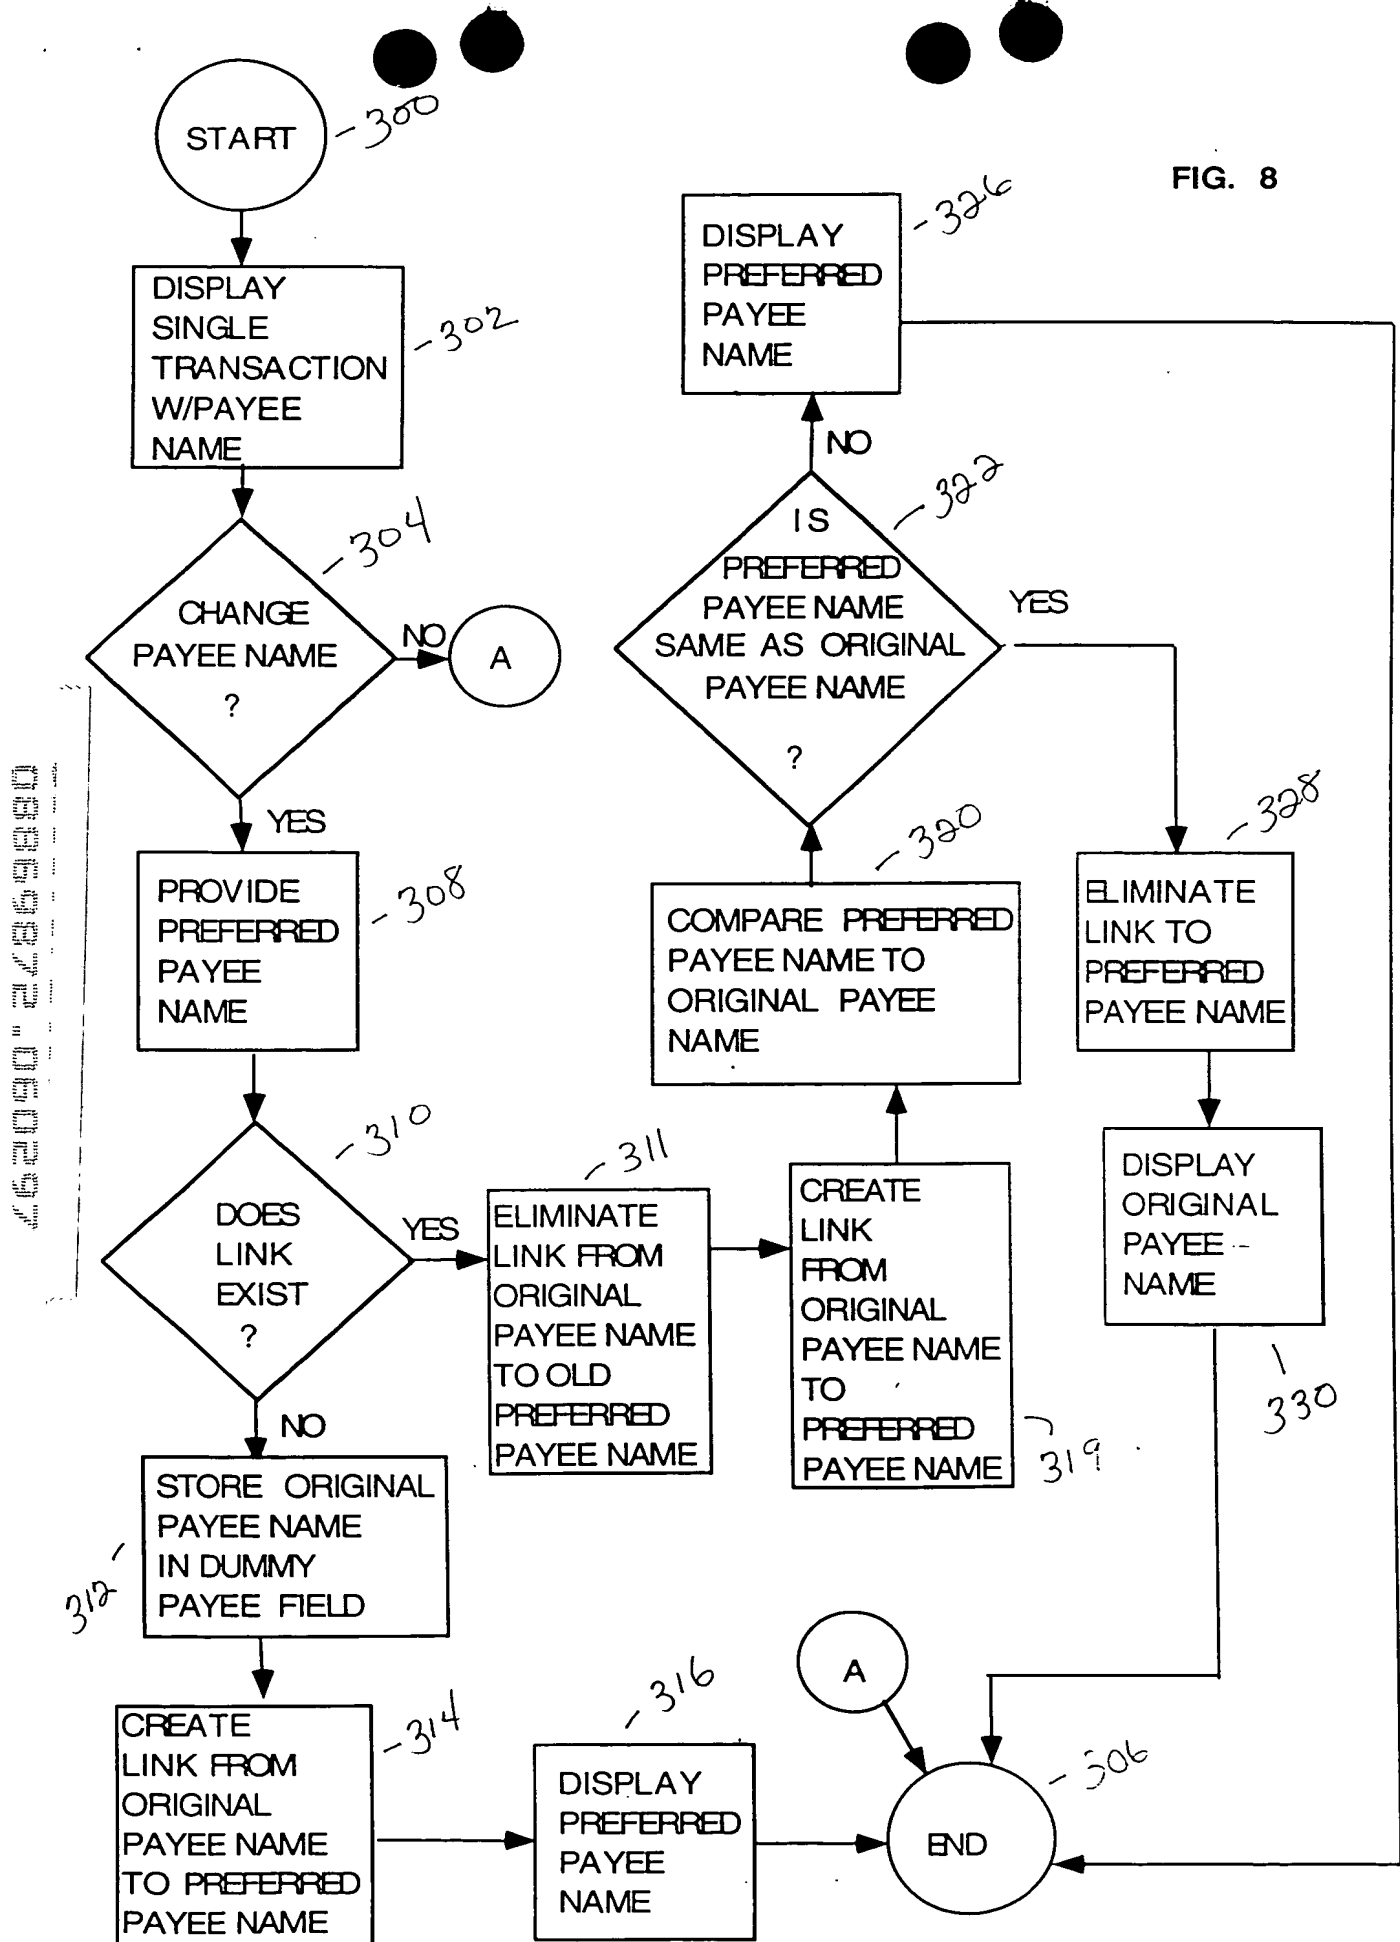 START
300
FIG. 8
DISPLAY
SINGLE
TRANSACTION
W/PAYEE
NAME
302
CHANGE
PAYEE NAME
?
304
NO
A
YES
PROVIDE
PREFERRED
PAYEE
NAME
308
DOES
LINK
EXIST
?
310
YES
NO
ELIMINATE
LINK FROM
ORIGINAL
PAYEE NAME
TO OLD
PREFERRED
PAYEE NAME
311
CREATE
LINK
FROM
ORIGINAL
PAYEE NAME
TO
PREFERRED
PAYEE NAME
319
COMPARE PREFERRED
PAYEE NAME TO
ORIGINAL PAYEE
NAME
320
IS
PREFERRED
PAYEE NAME
SAME AS ORIGINAL
PAYEE NAME
?
322
NO
YES
DISPLAY
PREFERRED
PAYEE
NAME
326
ELIMINATE
LINK TO
PREFERRED
PAYEE NAME
328
DISPLAY
ORIGINAL
PAYEE
NAME
330
STORE ORIGINAL
PAYEE NAME
IN DUMMY
PAYEE FIELD
312
CREATE
LINK FROM
ORIGINAL
PAYEE NAME
TO PREFERRED
PAYEE NAME
314
DISPLAY
PREFERRED
PAYEE
NAME
316
A
END
306
08869872.060297